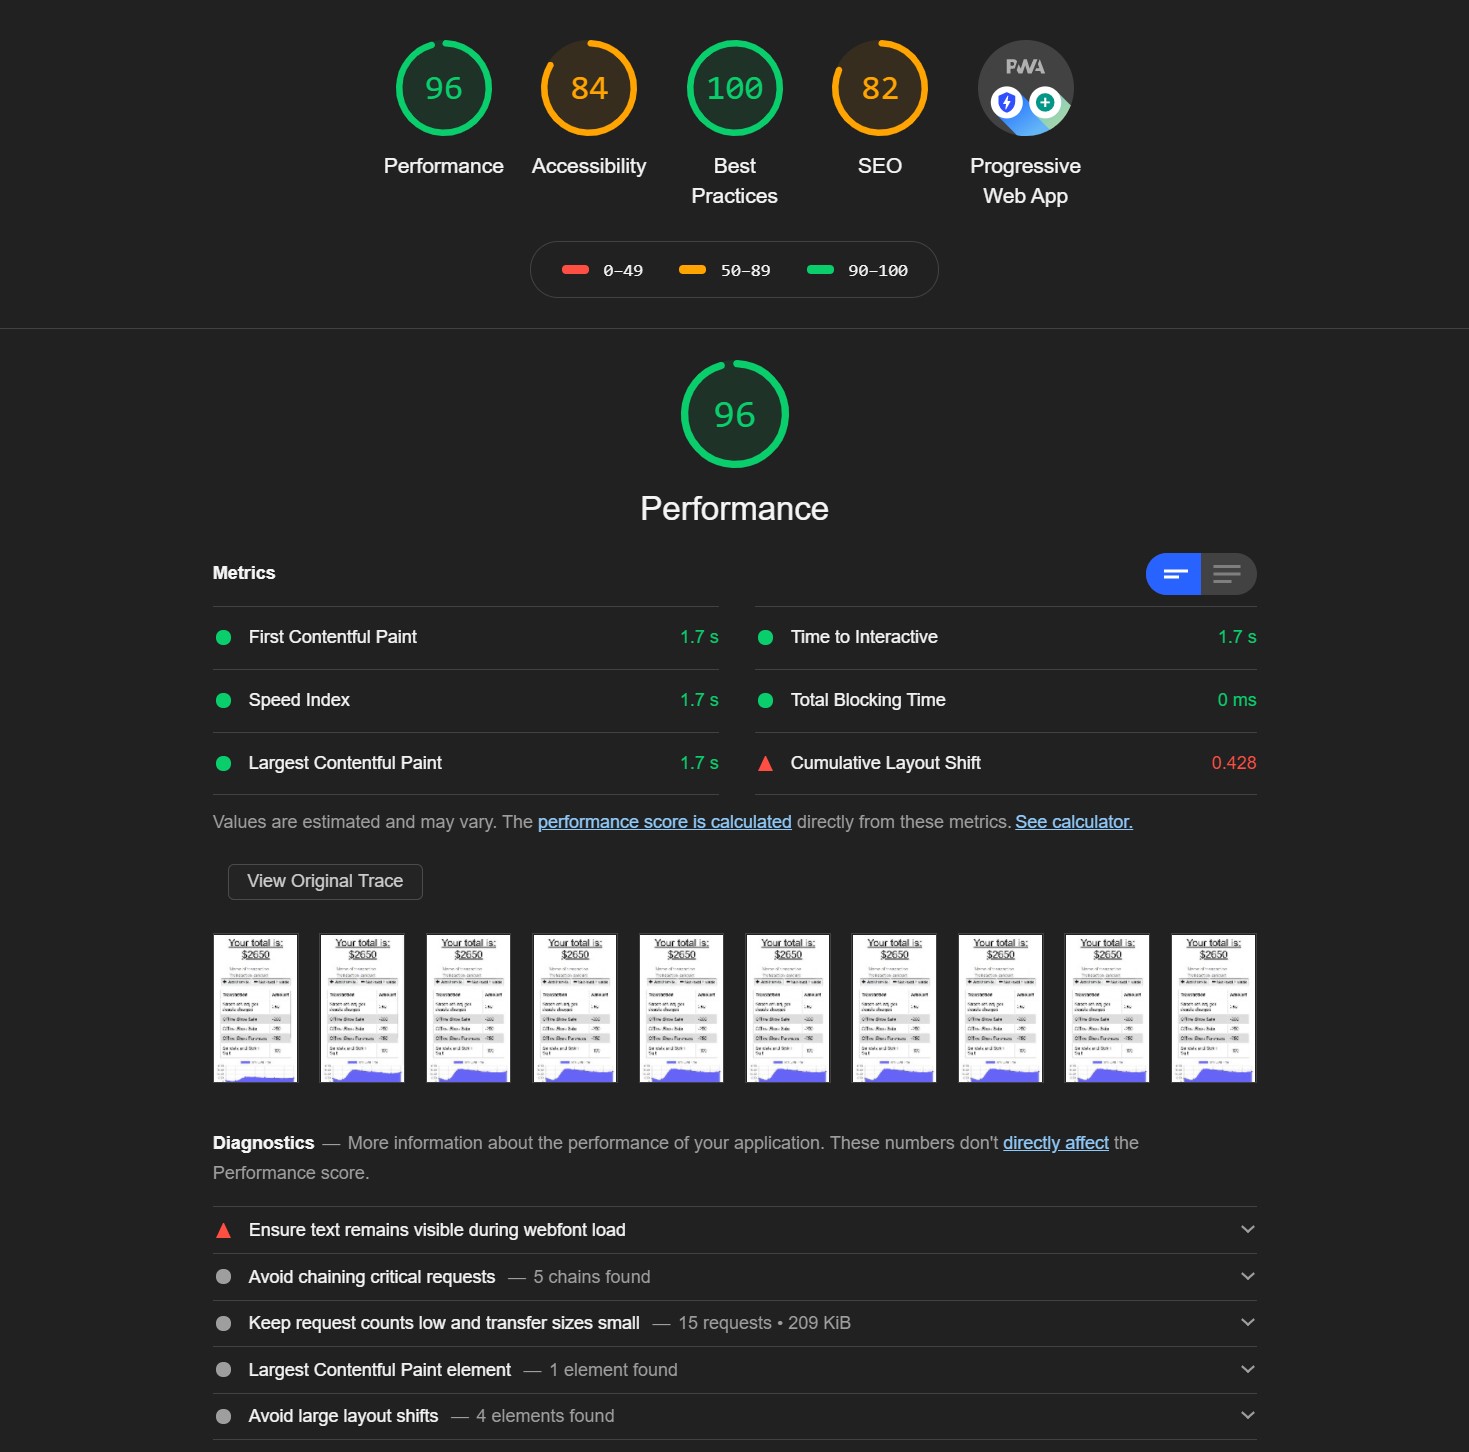 96
84
100
82
PWA
Performance
Accessibility
Best
Practices
SEO
Progressive
Web App
0–49
50–89
90–100
96
Performance
Metrics
First Contentful Paint
1.7 s
Time to Interactive
1.7 s
Speed Index
1.7 s
Total Blocking Time
0 ms
Largest Contentful Paint
1.7 s
Cumulative Layout Shift
0.428
Values are estimated and may vary. The performance score is calculated directly from these metrics. See calculator.
View Original Trace
Your total is:
$2650
Your total is:
$2650
Your total is:
$2650
Your total is:
$2650
Your total is:
$2650
Your total is:
$2650
Your total is:
$2650
Your total is:
$2650
Your total is:
$2650
Your total is:
$2650
Diagnostics — More information about the performance of your application. These numbers don't directly affect the
Performance score.
Ensure text remains visible during webfont load
Avoid chaining critical requests — 5 chains found
Keep request counts low and transfer sizes small — 15 requests • 209 KiB
Largest Contentful Paint element — 1 element found
Avoid large layout shifts — 4 elements found